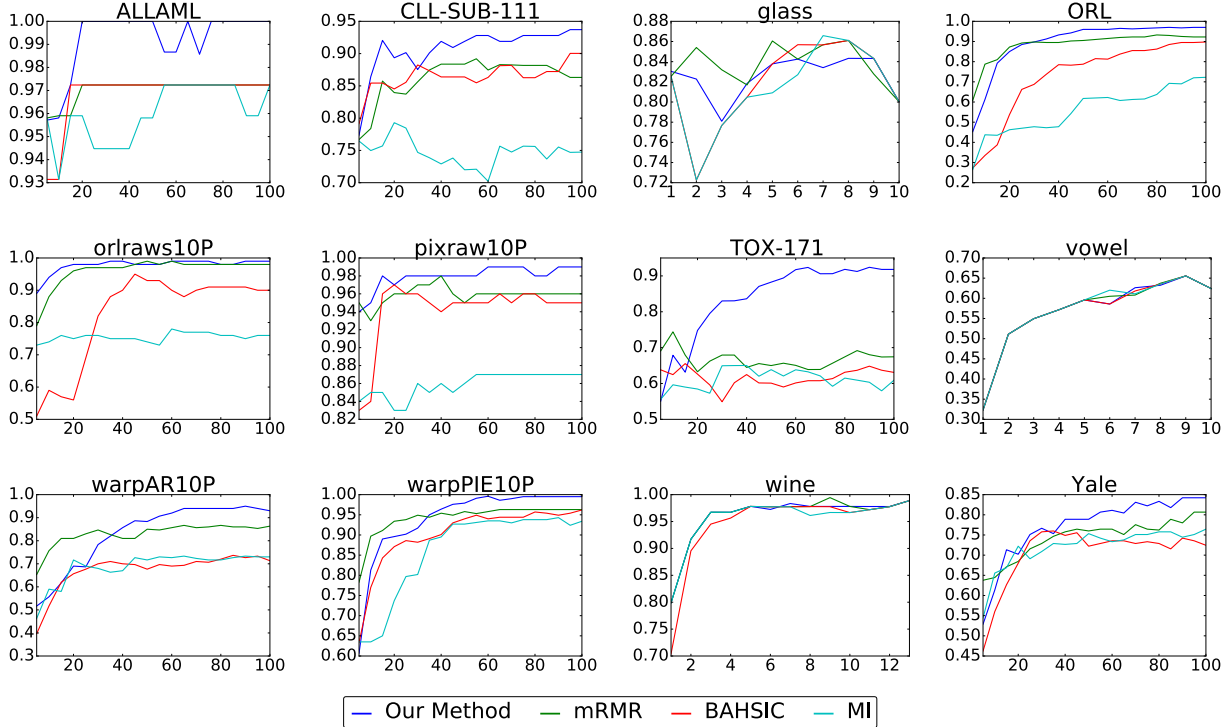 ALLAML CLL-SUB-111 glass ORL
1.00 0.95 0.88 1.0
0.99 0.90 0.86 0.9
0.98 0.85 0.84 0.8
0.97 0.80 0.82 0.7
0.96 0.75 0.80 0.6
0.95 0.70 0.78 0.5
0.94 0.76 0.4
0.93 0.74 0.3
0.72 0.2
20 40 60 80 100 20 40 60 80 100 1 2 3 4 5 6 7 8 9 10 20 40 60 80 100
orlraws10P pixraw10P TOX-171 vowel
1.0 1.00 0.9 0.70
0.9 0.98 0.8 0.65
0.8 0.96 0.7 0.60
0.7 0.94 0.6 0.55
0.6 0.92 0.5 0.50
0.5 0.90 0.45
0.88 0.40
0.86 0.35
0.84 0.30
0.82
20 40 60 80 100 20 40 60 80 100 20 40 60 80 100 1 2 3 4 5 6 7 8 9 10
warpAR10P warpPIE10P wine Yale
1.0 1.00 1.00 0.85
0.9 0.95 0.95 0.80
0.8 0.90 0.90 0.75
0.7 0.85 0.85 0.70
0.6 0.80 0.80 0.65
0.5 0.75 0.75 0.60
0.4 0.70 0.70 0.55
0.3 0.65 0.50
0.60 0.45
20 40 60 80 100 20 40 60 80 100 2 4 6 8 10 12 20 40 60 80 100
Our Method mRMR BAHSIC MI